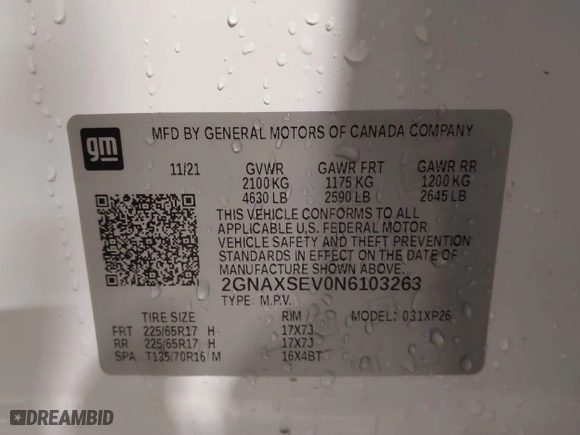 gm
MFD BY GENERAL MOTORS OF CANADA COMPANY
11/21 GVWR GAWR FRT GAWR RR
2100 KG 1175 KG 1200 KG
4630 LB 2590 LB 2645 LB
THIS VEHICLE CONFORMS TO ALL
APPLICABLE U.S. FEDERAL MOTOR
VEHICLE SAFETY AND THEFT PREVENTION
STANDARDS IN EFFECT ON THE DATE OF
MANUFACTURE SHOWN ABOVE.
2GNAXSEV0N6103263
TYPE: M.P.V.
TIRE SIZE RIM MODEL: 031XP26
FRT 225/65R17 H 17X7J
RR 225/65R17 H 17X7J
SPA T135/70R16 M 16X4BT
DREAMBID